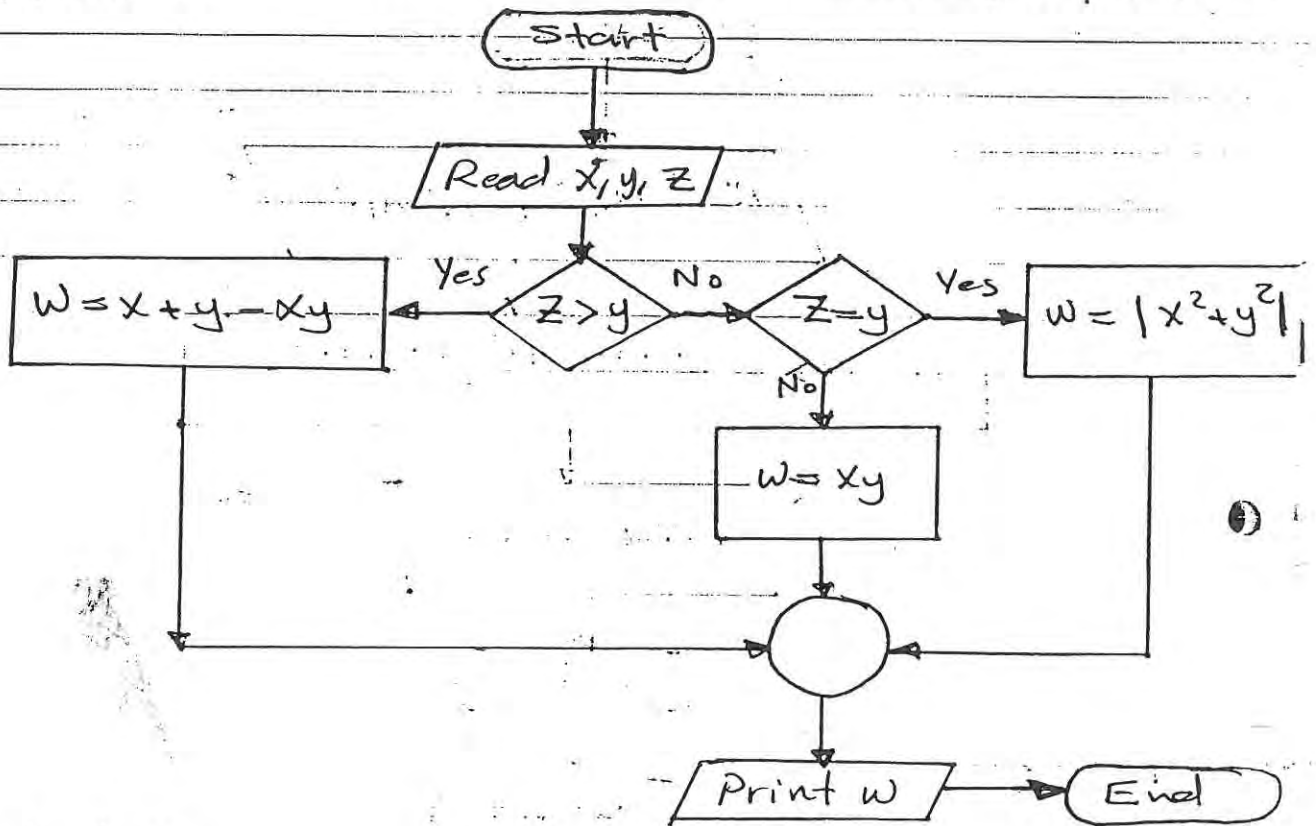 Start
Read x, y, z
Yes
No
Yes
W = x + y - xy
Z > y
Z = y
W = | x² + y² |
No
W = xy
Print W
End